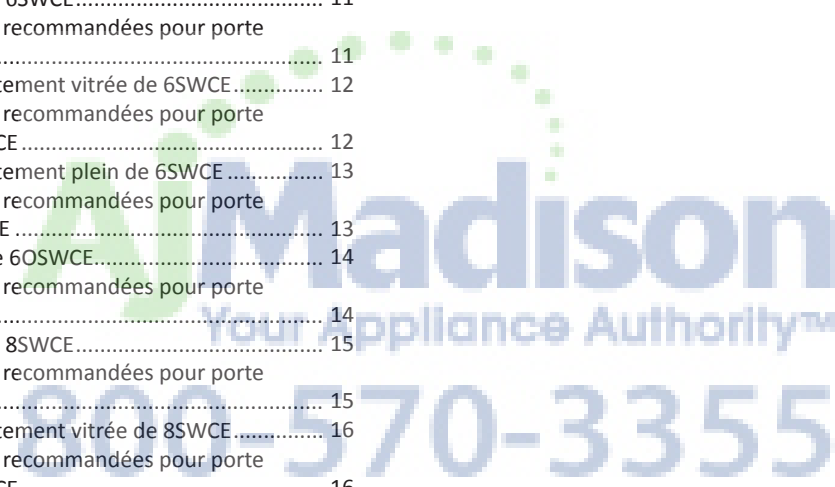 6SWCE........................................................ 11
recommandées pour porte
................................................................ 11
tement vitrée de 6SWCE............... 12
recommandées pour porte
CE.................................................... 12
tement plein de 6SWCE................ 13
recommandées pour porte
E...................................................... 13
e 6OSWCE...................................... 14
recommandées pour porte
................................................................ 14
8SWCE......................................... 15
recommandées pour porte
................................................................ 15
tement vitrée de 8SWCE............... 16
recommandées pour porte
CE.................................................... 16
AjMadison
Your Appliance Authority™
800-570-3355